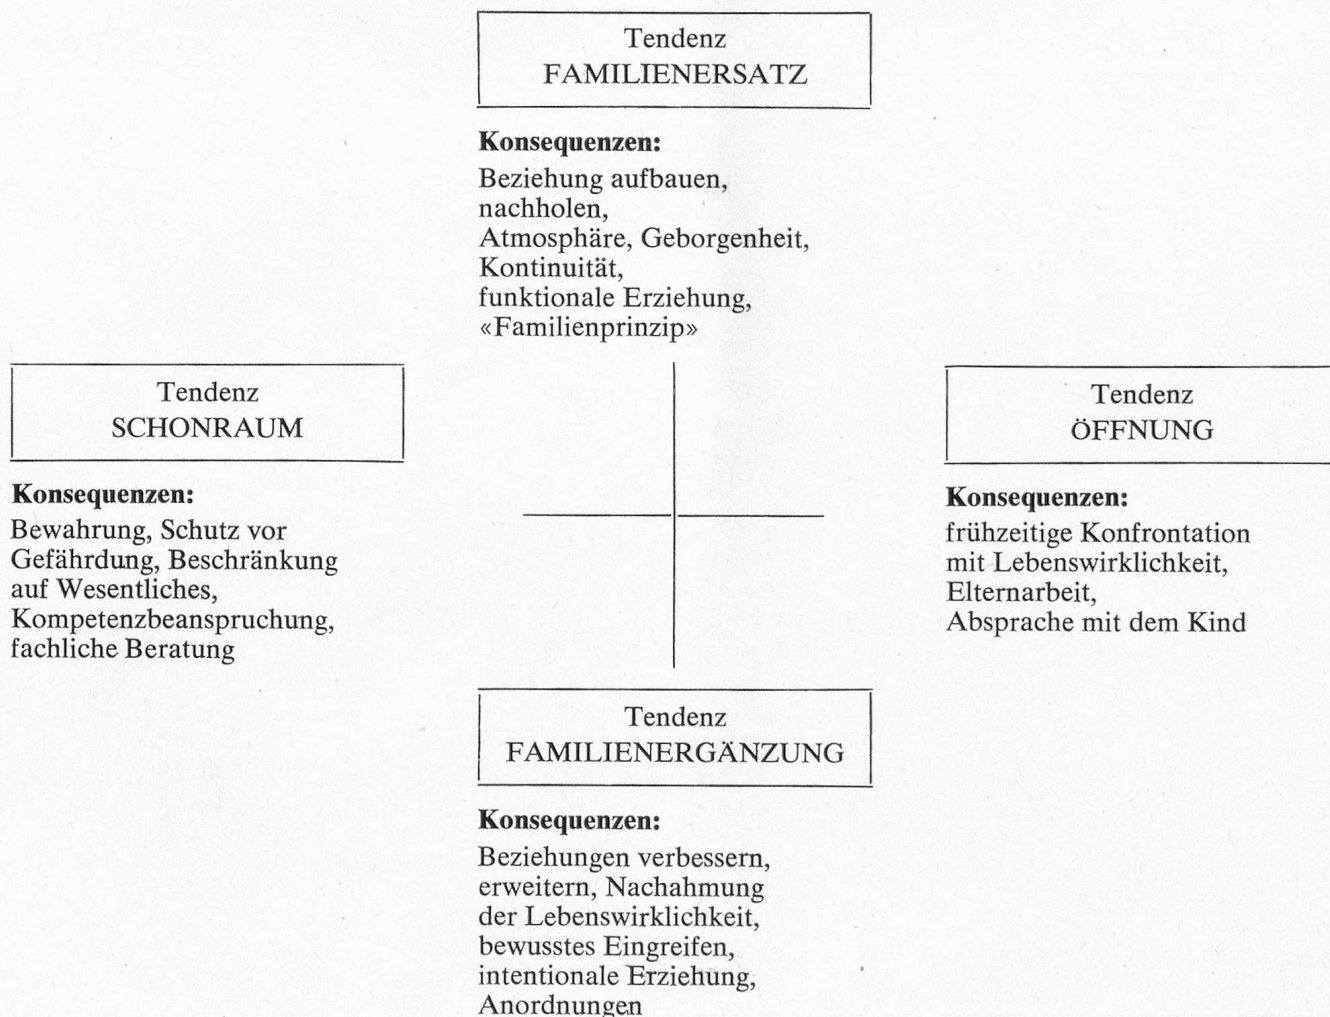 Tendenz
FAMILIENERSATZ
Konsequenzen:
Beziehung aufbauen,
nachholen,
Atmosphäre, Geborgenheit,
Kontinuität,
funktionale Erziehung,
«Familienprinzip»
Tendenz
SCHONRAUM
Konsequenzen:
Bewahrung, Schutz vor
Gefährdung, Beschränkung
auf Wesentliches,
Kompetenzbeanspruchung,
fachliche Beratung
Tendenz
ÖFFNUNG
Konsequenzen:
frühzeitige Konfrontation
mit Lebenswirklichkeit,
Elternarbeit,
Absprache mit dem Kind
Tendenz
FAMILIENERGÄNZUNG
Konsequenzen:
Beziehungen verbessern,
erweitern, Nachahmung
der Lebenswirklichkeit,
bewusstes Eingreifen,
intentionale Erziehung,
Anordnungen